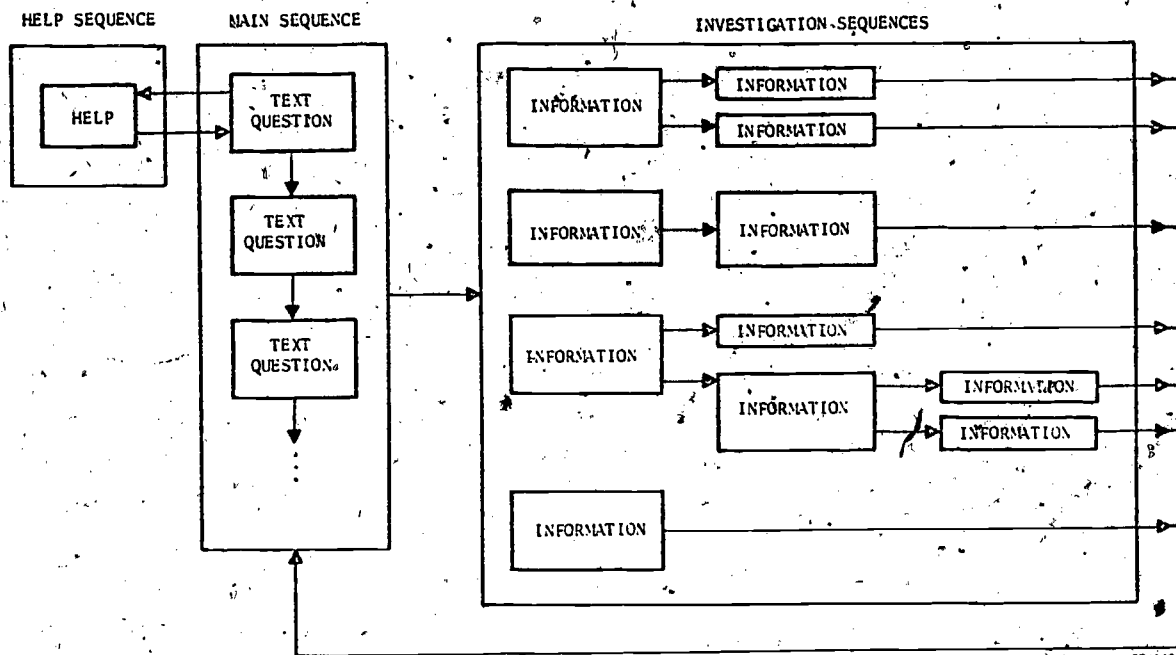 HELP SEQUENCE
MAIN SEQUENCE
INVESTIGATION SEQUENCES
HELP
TEXT
QUESTION
TEXT
QUESTION
TEXT
QUESTION
INFORMATION
INFORMATION
INFORMATION
INFORMATION
INFORMATION
INFORMATION
INFORMATION
INFORMATION
INFORMATION
INFORMATION
INFORMATION